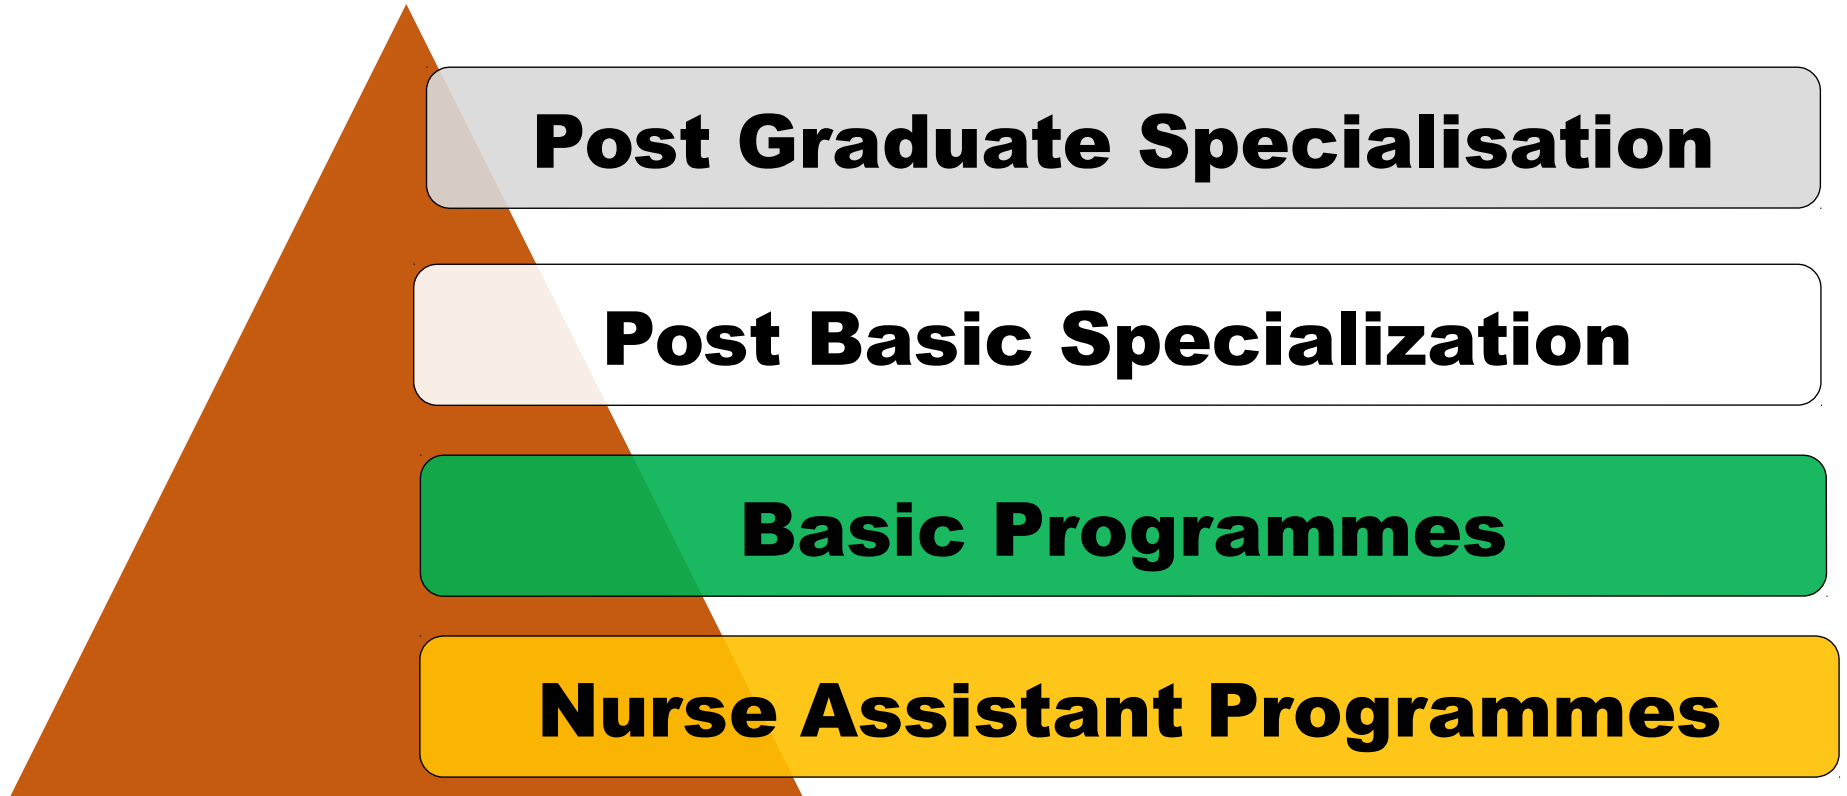 Post Graduate Specialisation
Post Basic Specialization
Basic Programmes
Nurse Assistant Programmes